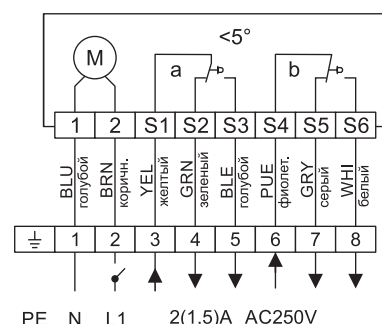 <5°
M
a b
1 2 S1 S2 S3 S4 S5 S6
BLU голубой
BRN коричн.
YEL желтый
GRN зеленый
BLE голубой
PUE фиолет.
GRY серый
WHI белый
1 2 3 4 5 6 7 8
PE N L1 2(1,5)A AC250V